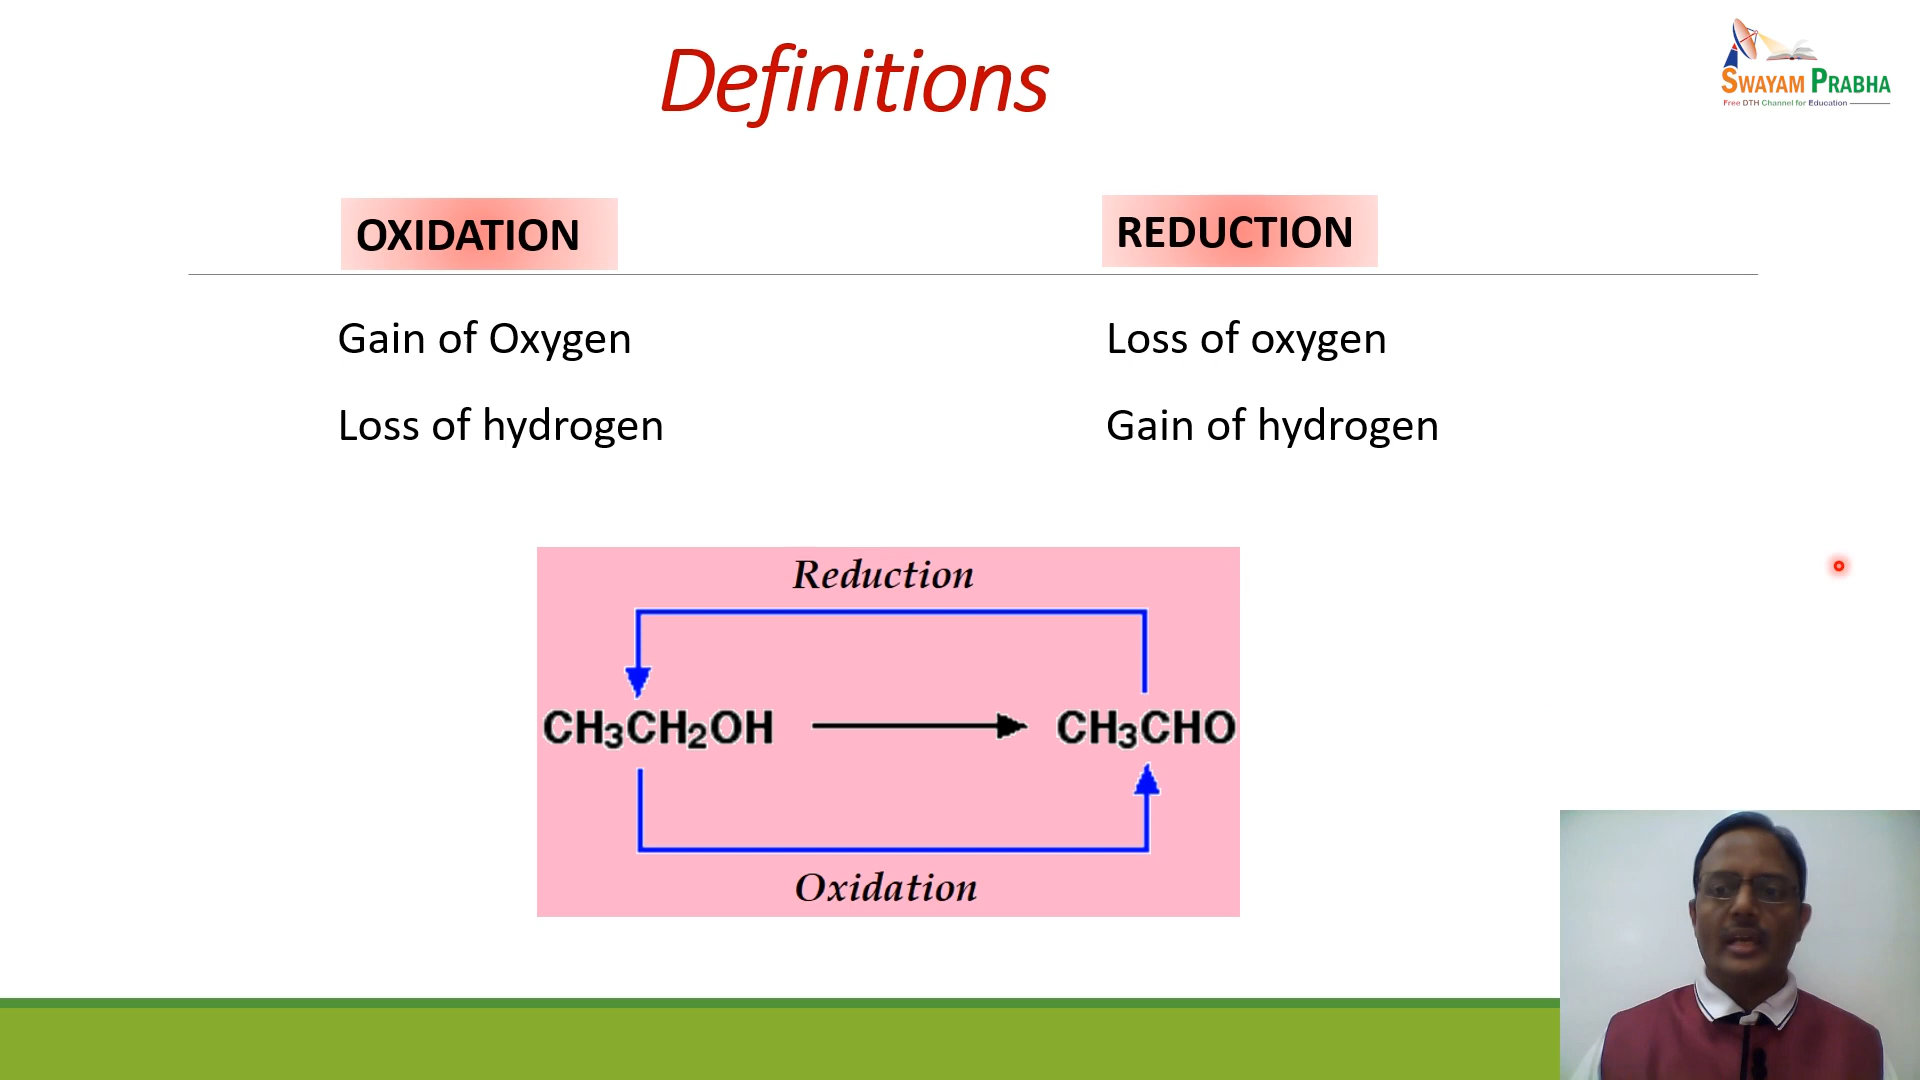 Definitions
SWAYAM PRABHA
Free DTH Channel for Education
OXIDATION
REDUCTION
Gain of Oxygen
Loss of oxygen
Loss of hydrogen
Gain of hydrogen
Reduction
CH₃CH₂OH
CH₃CHO
Oxidation